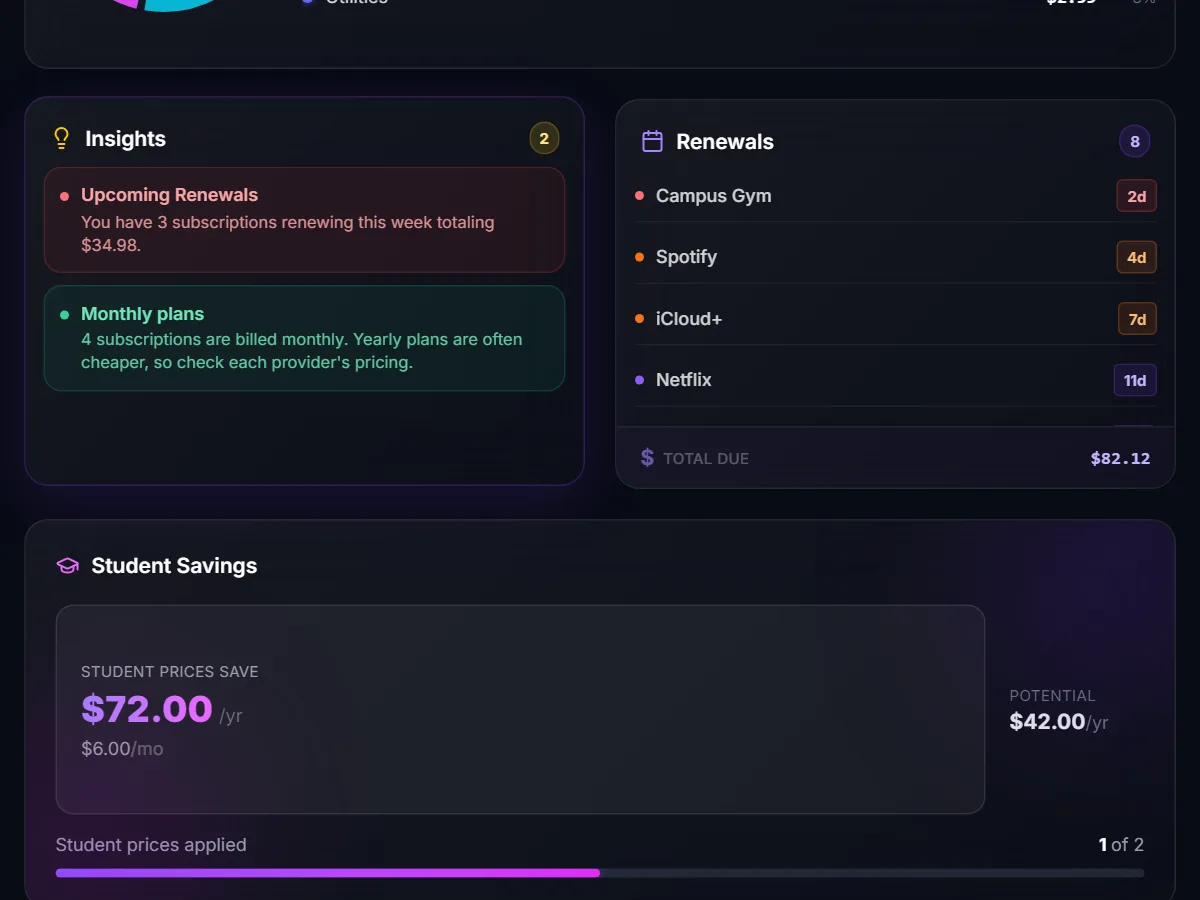 Utilities
Insights
2
Upcoming Renewals
You have 3 subscriptions renewing this week totaling
$34.98.
Monthly plans
4 subscriptions are billed monthly. Yearly plans are often
cheaper, so check each provider's pricing.
Renewals
8
Campus Gym
2d
Spotify
4d
iCloud+
7d
Netflix
11d
$ TOTAL DUE
$82.12
Student Savings
STUDENT PRICES SAVE
$72.00 /yr
$6.00/mo
POTENTIAL
$42.00/yr
Student prices applied
1 of 2